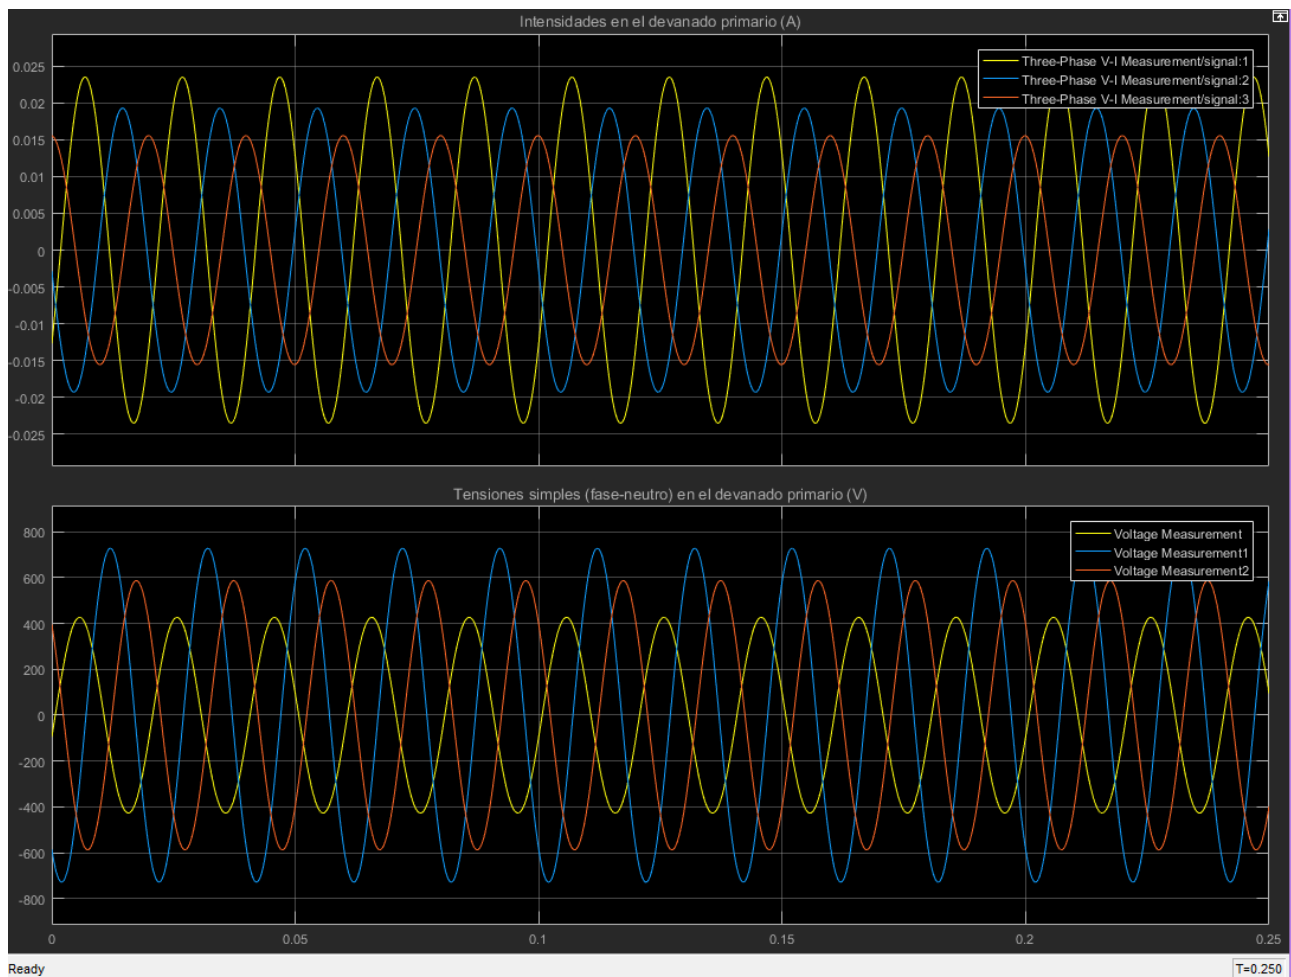 Intensidades en el devanado primario (A)
Three-Phase V-I Measurement/signal:1
Three-Phase V-I Measurement/signal:2
Three-Phase V-I Measurement/signal:3
0.025
0.02
0.015
0.01
0.005
0
-0.005
-0.01
-0.015
-0.02
-0.025
Tensiones simples (fase-neutro) en el devanado primario (V)
Voltage Measurement
Voltage Measurement1
Voltage Measurement2
800
600
400
200
0
-200
-400
-600
-800
0 0.05 0.1 0.15 0.2 0.25
Ready T=0.250